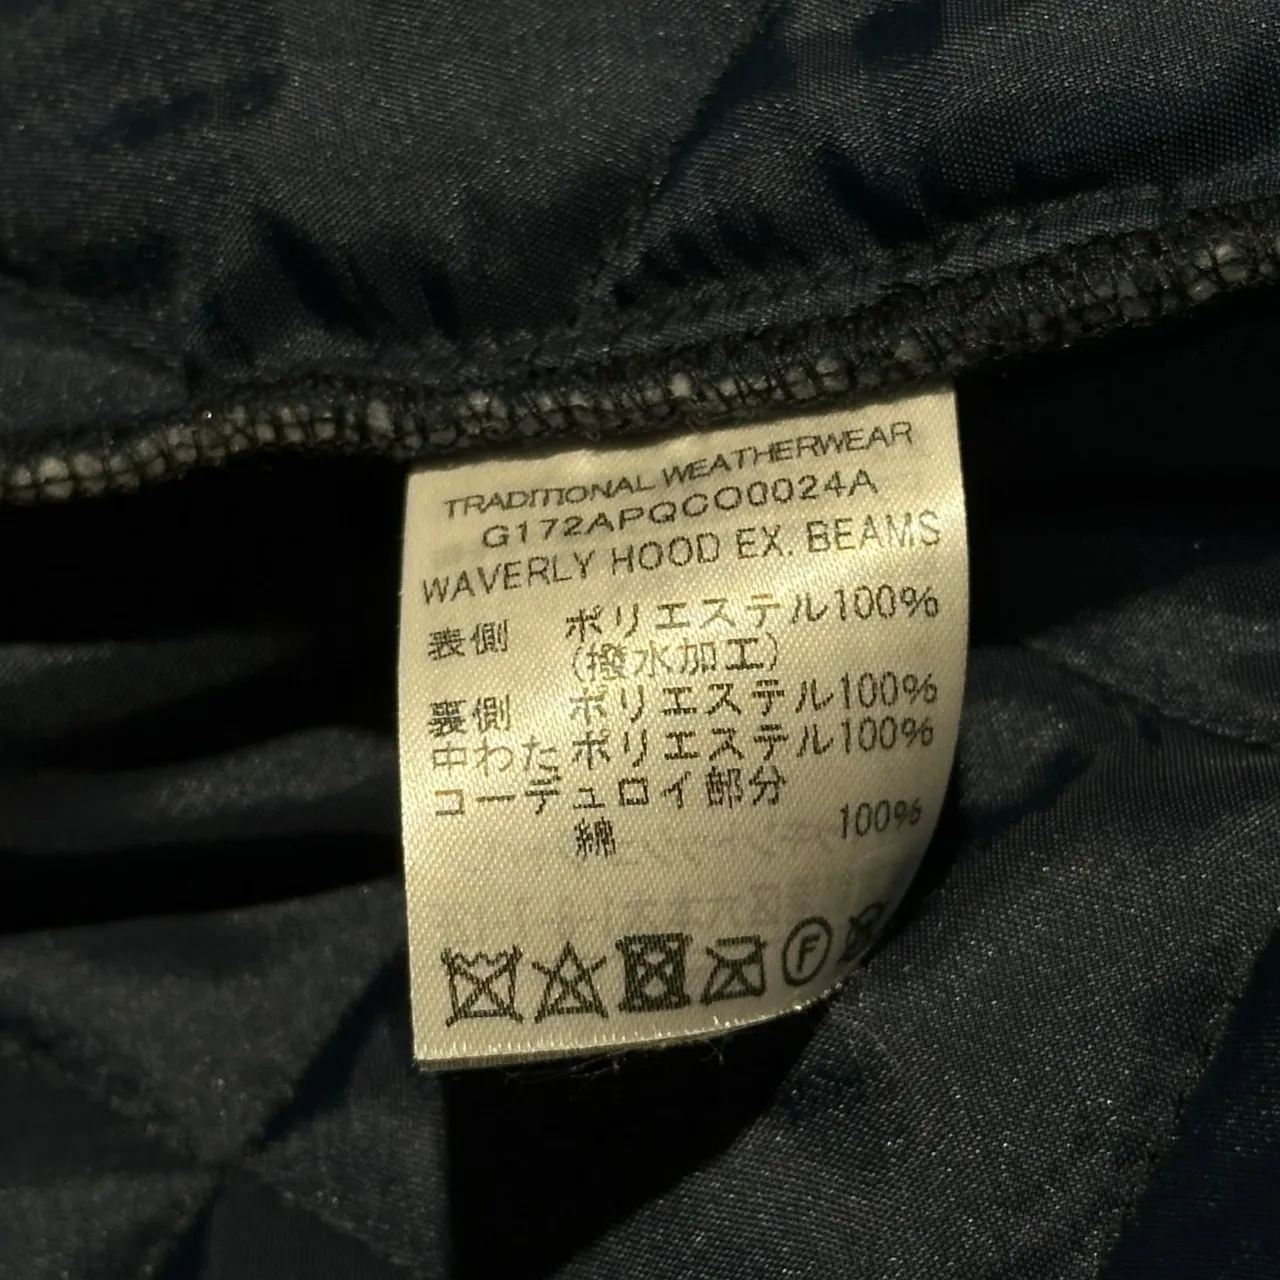 TRADITIONAL WEATHERWEAR
G172APQCO0024A
WAVERLY HOOD EX. BEAMS
表側 ポリエステル100%
(撥水加工)
裏側 ポリエステル100%
中わた ポリエステル100%
コーデュロイ部分
綿 100%
F